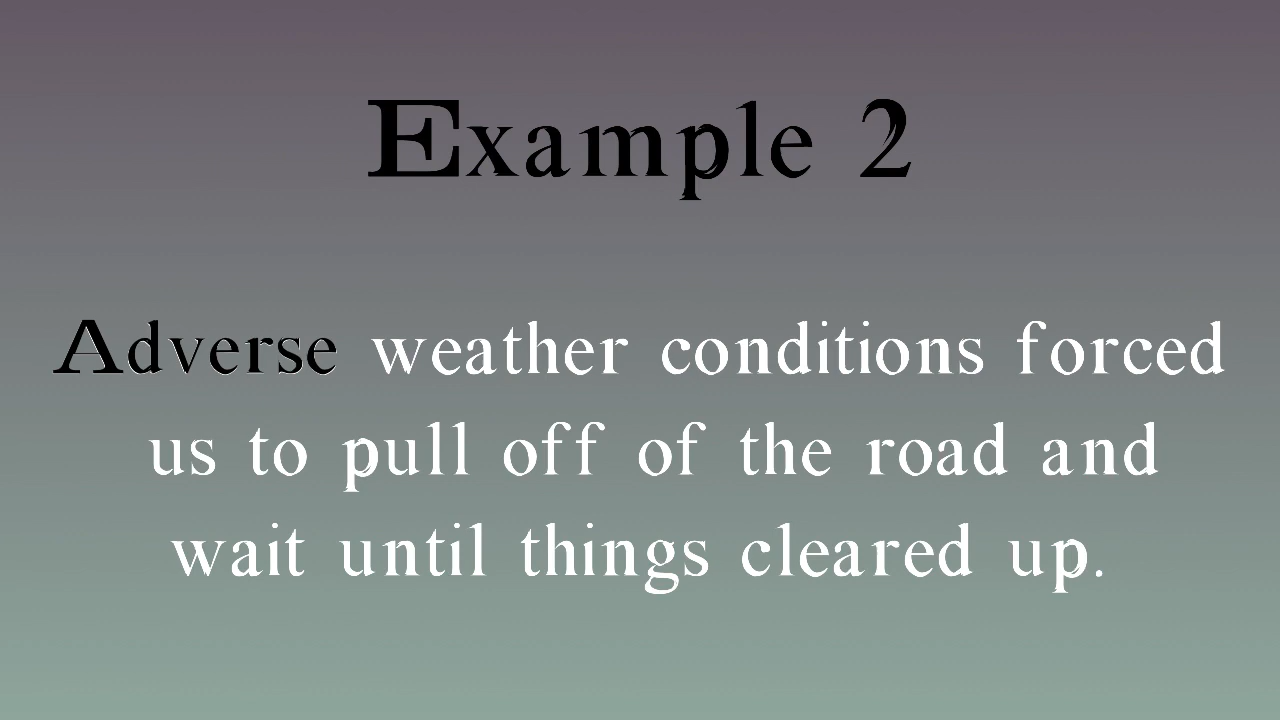 Example 2
Adverse weather conditions forced
us to pull off of the road and
wait until things cleared up.